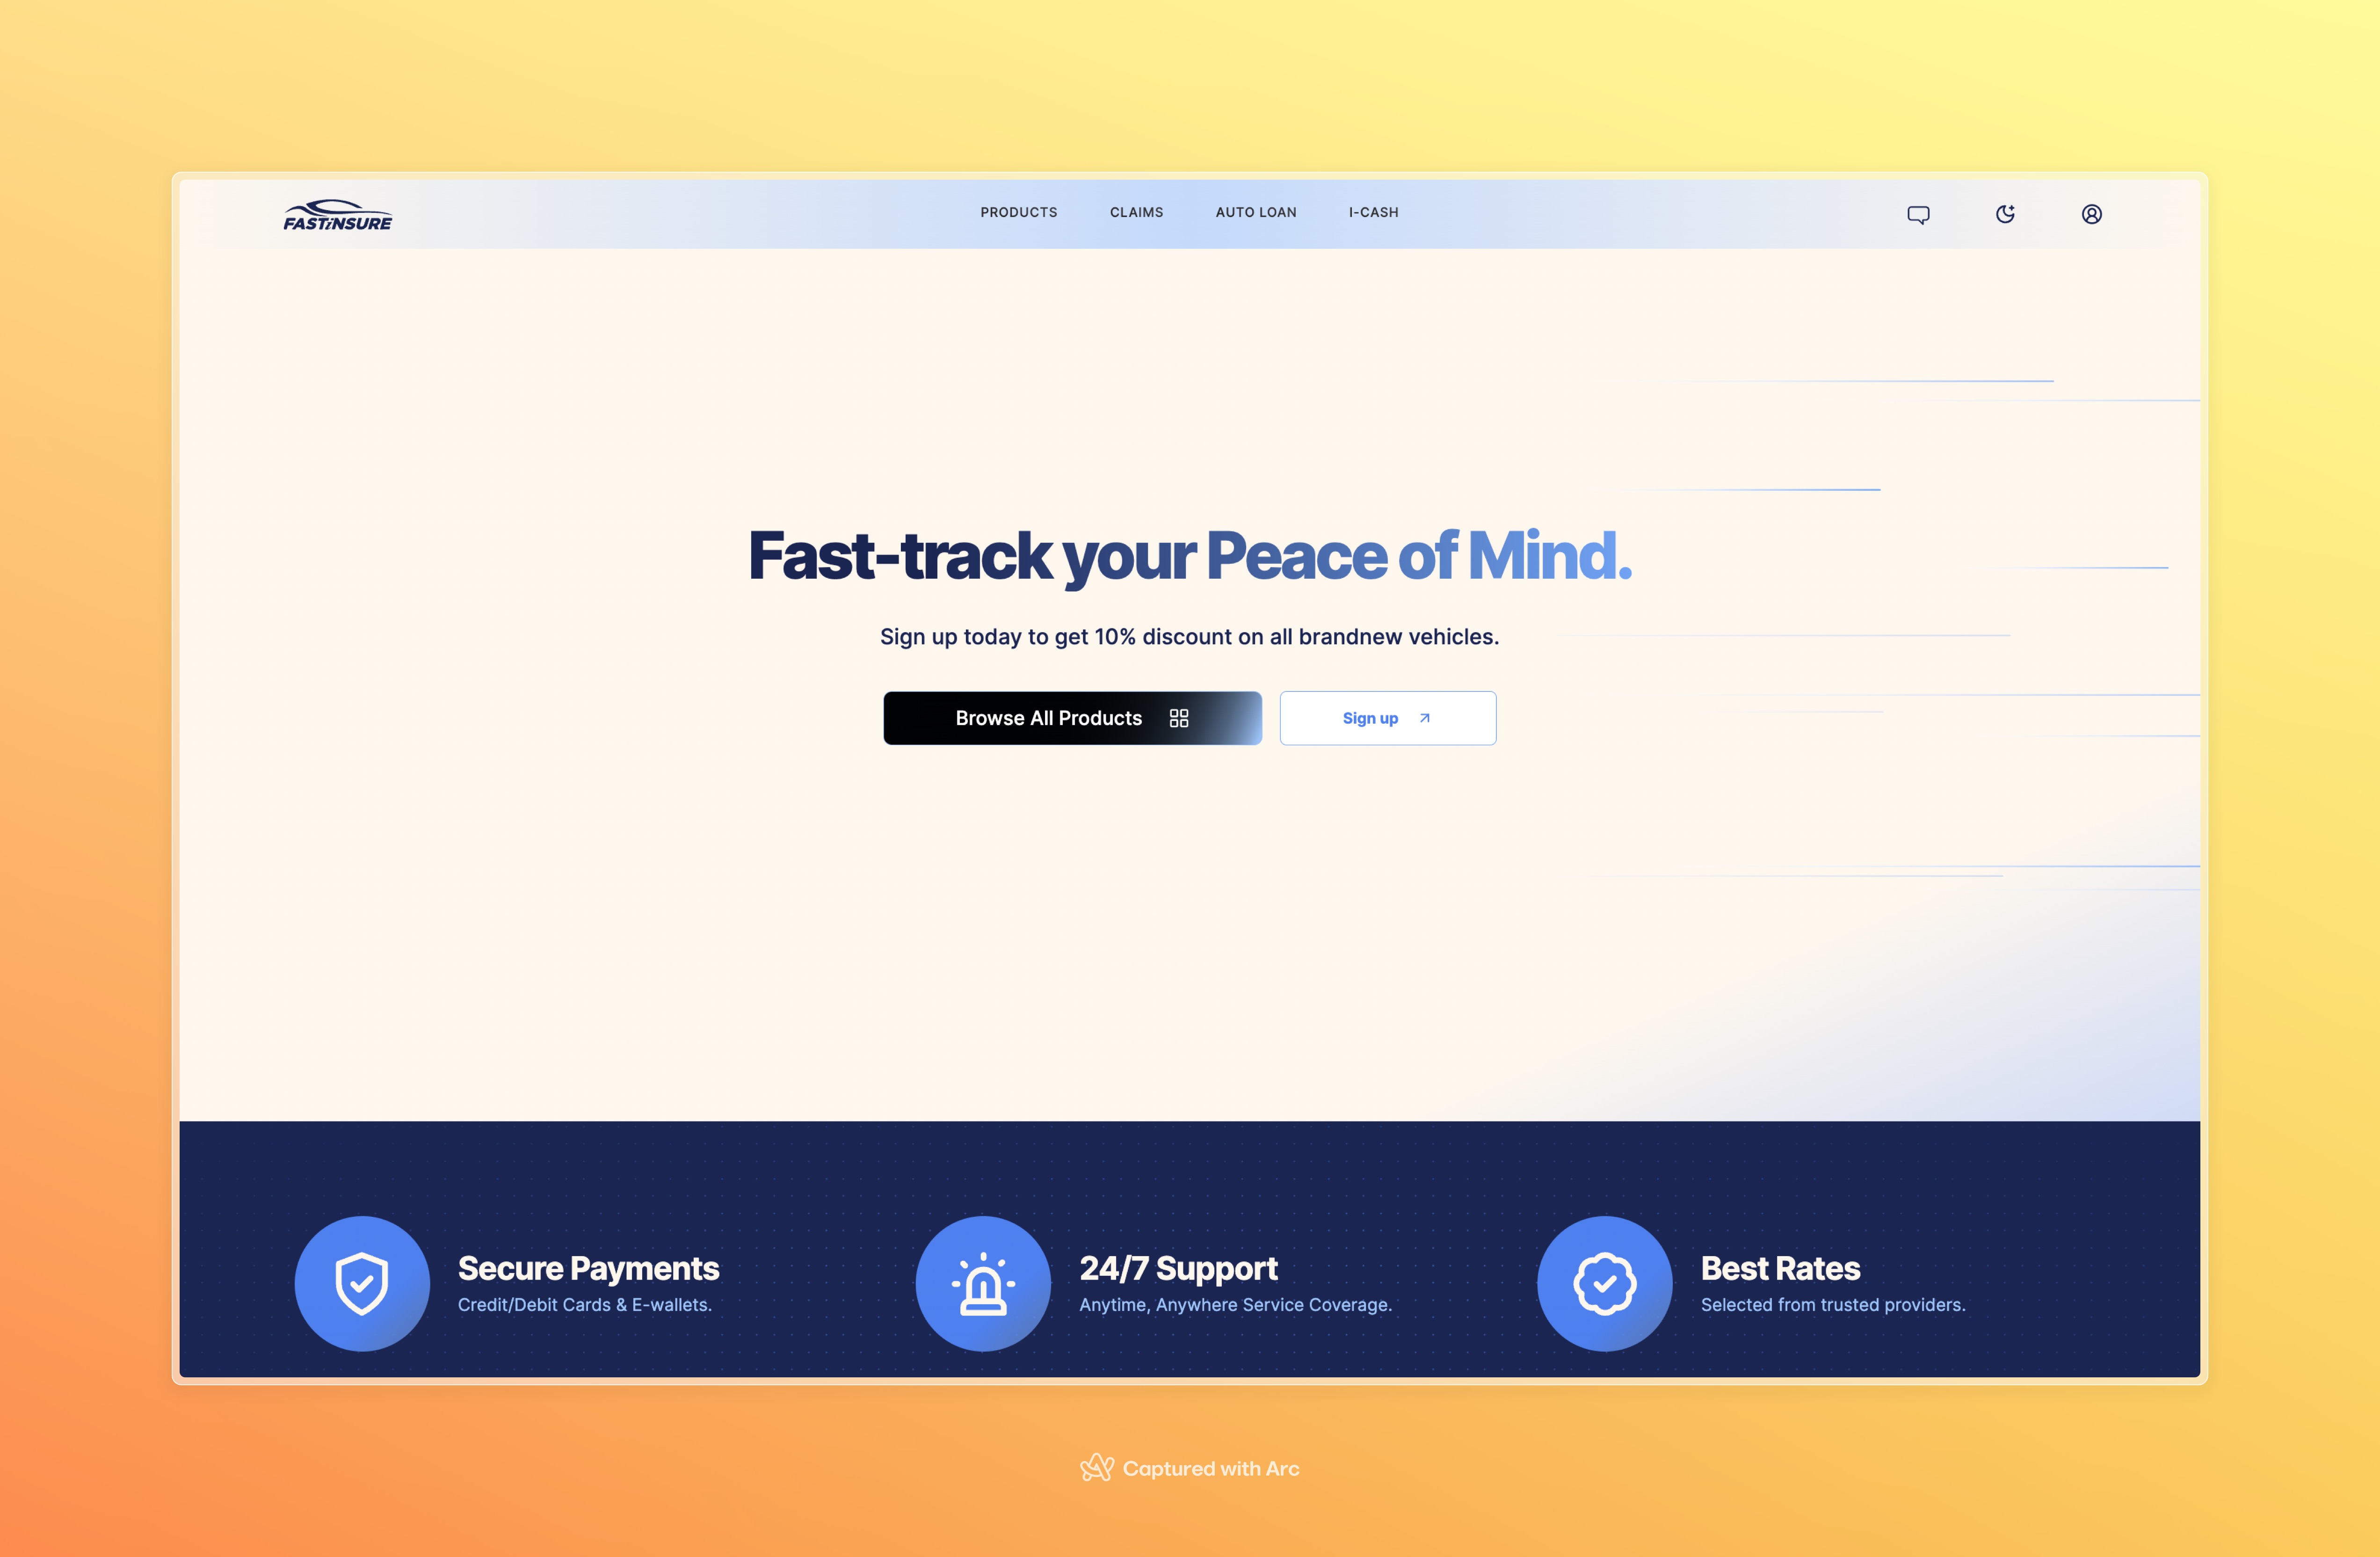 FASTiNSURE
PRODUCTS CLAIMS AUTO LOAN I-CASH
Fast-track your Peace of Mind.
Sign up today to get 10% discount on all brandnew vehicles.
Browse All Products
Sign up
Secure Payments
Credit/Debit Cards & E-wallets.
24/7 Support
Anytime, Anywhere Service Coverage.
Best Rates
Selected from trusted providers.
Captured with Arc